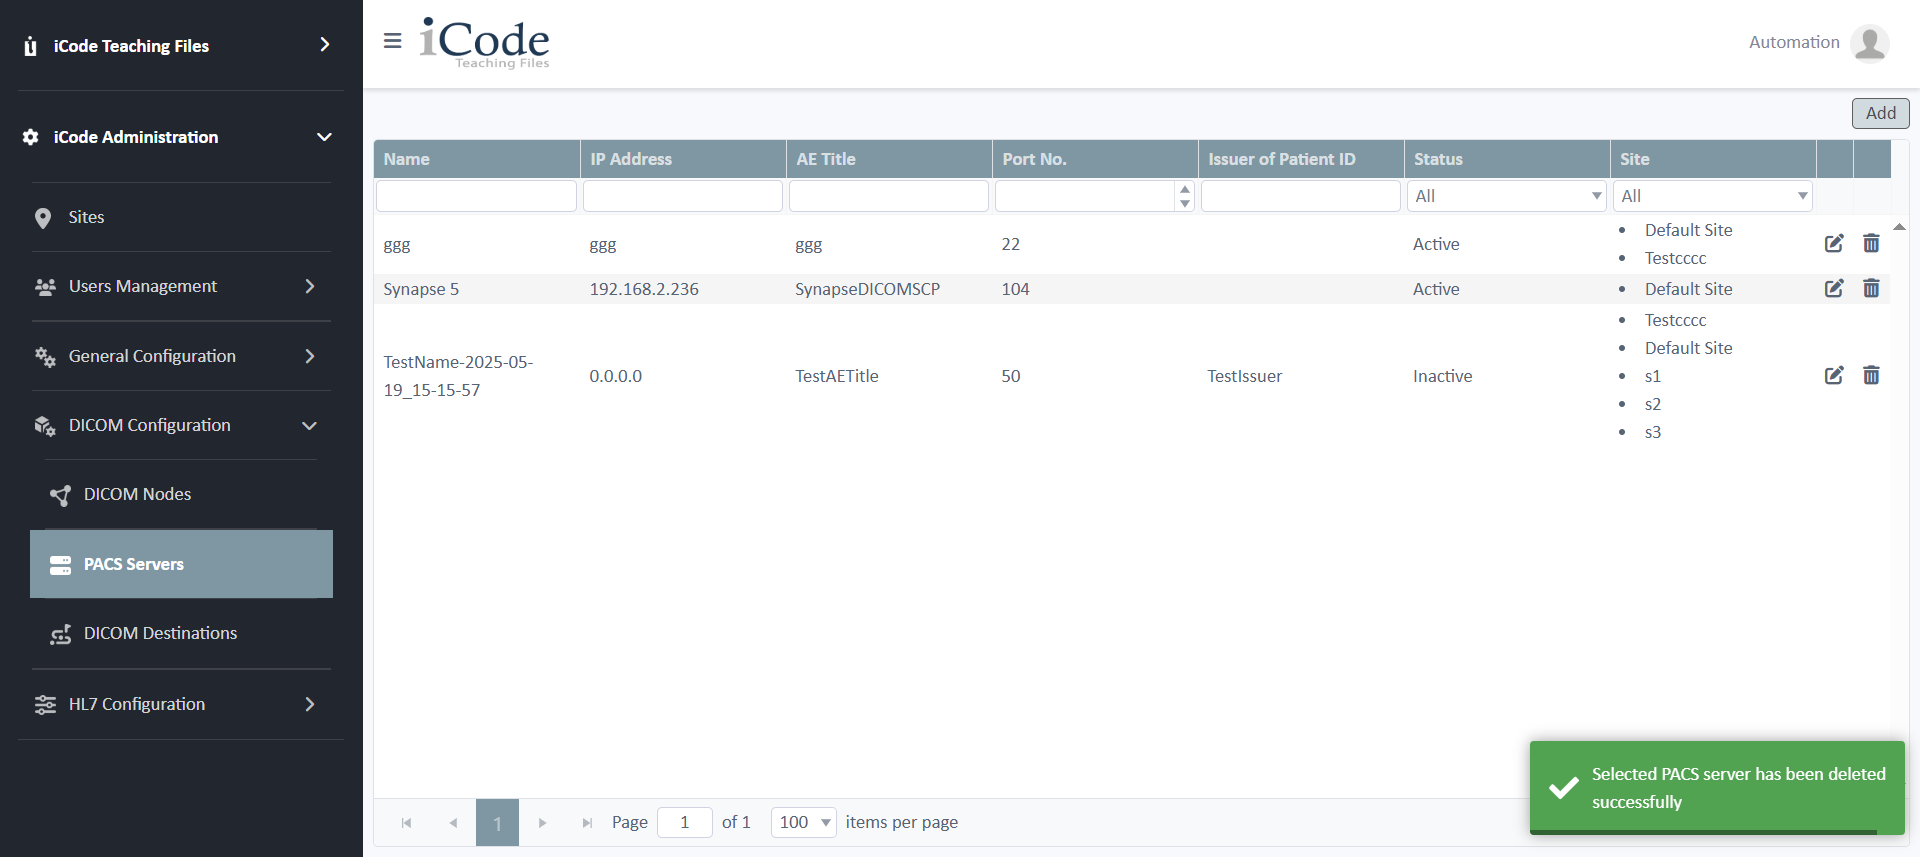 iCode Teaching Files
iCode Administration
Sites
Users Management
General Configuration
DICOM Configuration
DICOM Nodes
PACS Servers
DICOM Destinations
HL7 Configuration
iCode
Teaching Files
Automation
Add
Name IP Address AE Title Port No. Issuer of Patient ID Status Site
All All
ggg ggg ggg 22 Active
Default Site
Testcccc
Synapse 5 192.168.2.236 SynapseDICOMSCP 104 Active Default Site
TestName-2025-05-
19_15-15-57
0.0.0.0 TestAETitle 50 TestIssuer Inactive
Testcccc
Default Site
s1
s2
s3
1 Page 1 of 1 100 items per page
Selected PACS server has been deleted
successfully